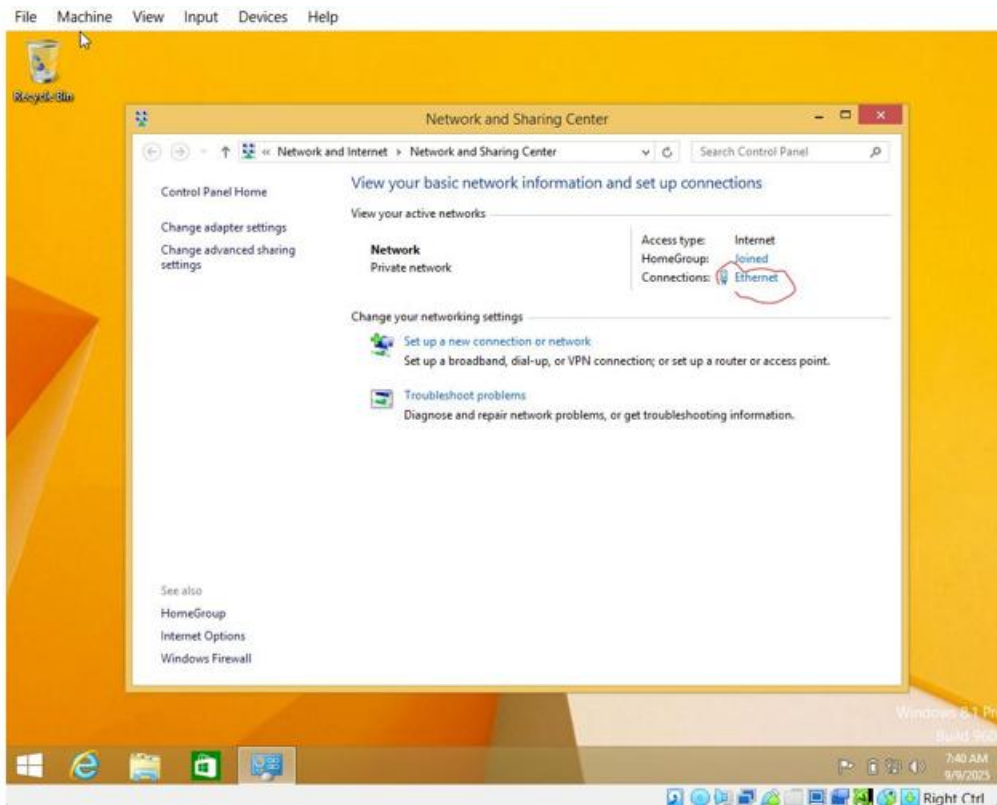 File Machine View Input Devices Help
Recycle Bin
Network and Sharing Center
« Network and Internet Network and Sharing Center
Search Control Panel
Control Panel Home
Change adapter settings
Change advanced sharing
settings
View your basic network information and set up connections
View your active networks
Network
Private network
Access type: Internet
HomeGroup: Joined
Connections: Ethernet
Change your networking settings
Set up a new connection or network
Set up a broadband, dial-up, or VPN connection; or set up a router or access point.
Troubleshoot problems
Diagnose and repair network problems, or get troubleshooting information.
See also
HomeGroup
Internet Options
Windows Firewall
Windows 8.1 Pr
Build 960
7:40 AM
9/9/2025
Right Ctrl